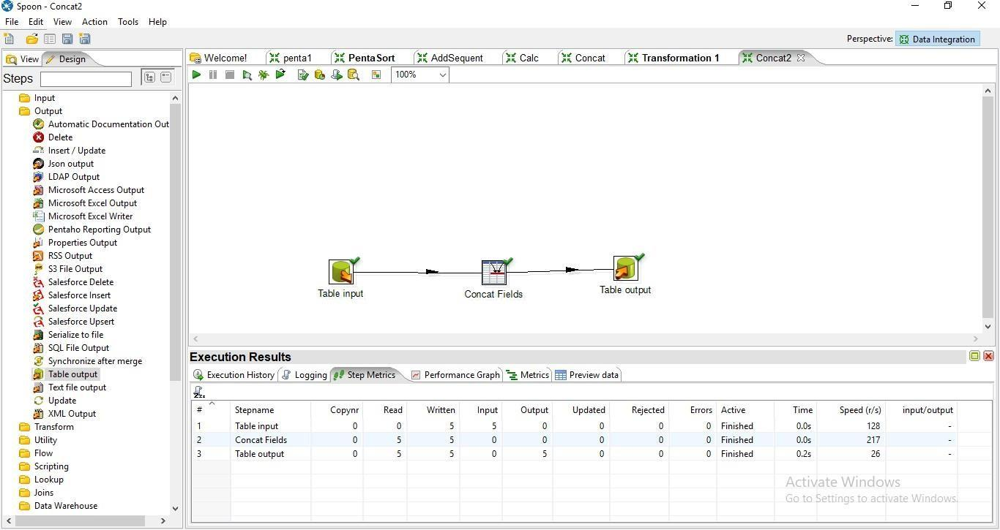 Spoon - Concat2
File Edit View Action Tools Help
Perspective: Data Integration
View Design
Welcome! penta1 PentaSort AddSequent Calc Concat Transformation 1 Concat2
Steps
100%
Input
Output
Automatic Documentation Out
Delete
Insert / Update
Json output
LDAP Output
Microsoft Access Output
Microsoft Excel Output
Microsoft Excel Writer
Pentaho Reporting Output
Properties Output
RSS Output
S3 File Output
Salesforce Delete
Salesforce Insert
Salesforce Update
Salesforce Upsert
Serialize to file
SQL File Output
Synchronize after merge
Table output
Text file output
Update
XML Output
Transform
Utility
Flow
Scripting
Lookup
Joins
Data Warehouse
Table input Concat Fields Table output
Execution Results
Execution History Logging Step Metrics Performance Graph Metrics Preview data
# Stepname Copynr Read Written Input Output Updated Rejected Errors Active Time Speed (r/s) input/output
1 Table input 0 0 5 5 0 0 0 0 Finished 0.0s 128 -
2 Concat Fields 0 5 5 0 0 0 0 0 Finished 0.0s 217 -
3 Table output 0 5 5 0 5 0 0 0 Finished 0.2s 26 -
Activate Windows
Go to Settings to activate Windows.